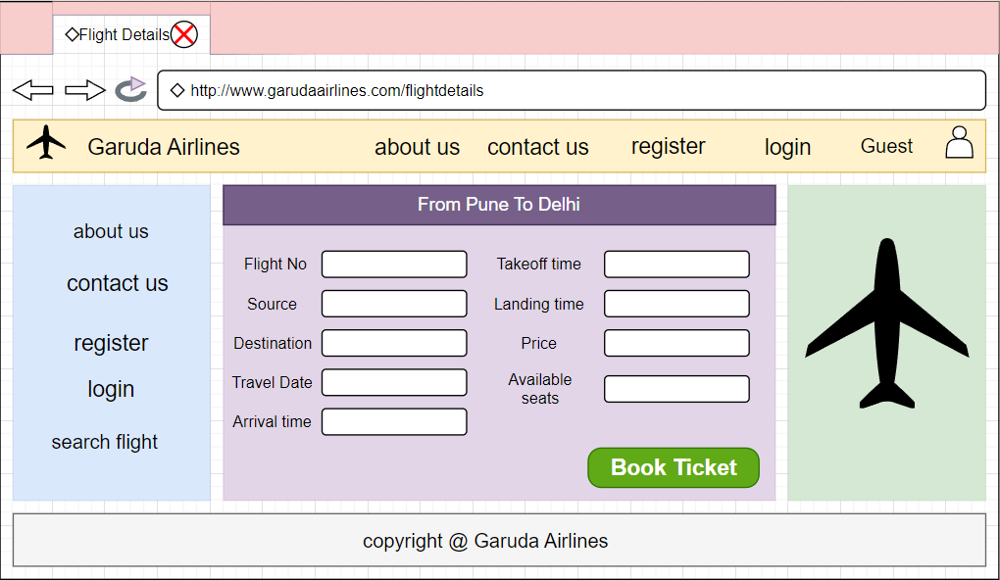 Flight Details
http://www.garudaairlines.com/flightdetails
Garuda Airlines about us contact us register login Guest
about us
contact us
register
login
search flight
From Pune To Delhi
Flight No
Source
Destination
Travel Date
Arrival time
Takeoff time
Landing time
Price
Available
seats
Book Ticket
copyright @ Garuda Airlines